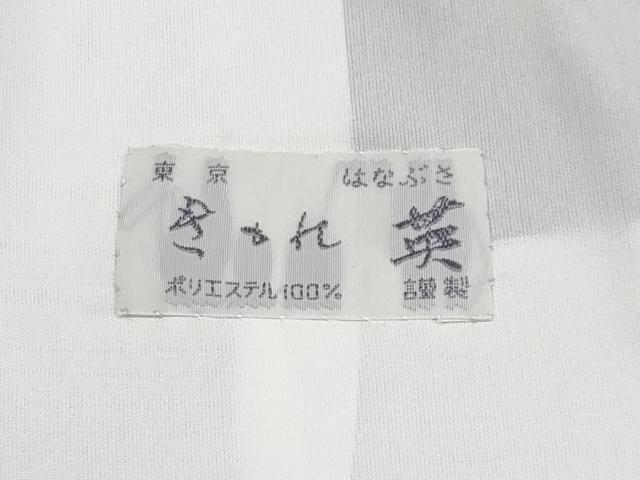 東京 はなぶさ
きゝれ 英
ポリエステル100% 謹製